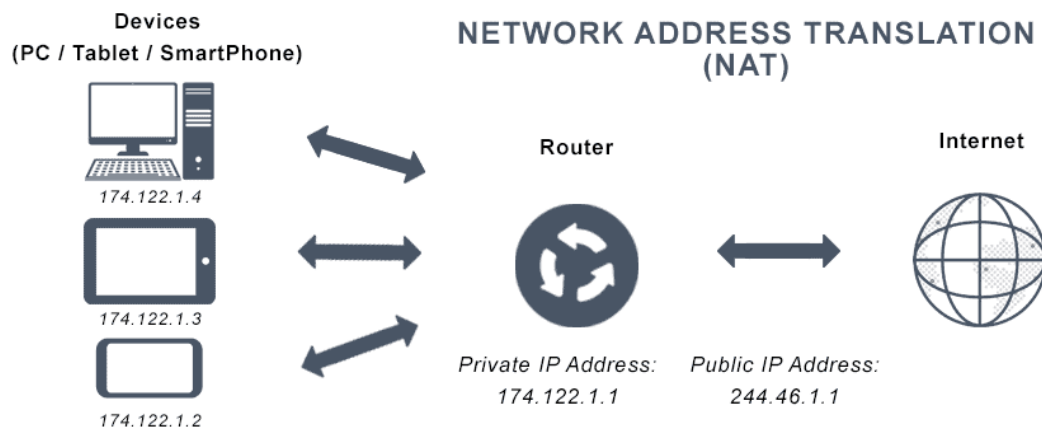 Devices
(PC / Tablet / SmartPhone)
NETWORK ADDRESS TRANSLATION
(NAT)
Router
Internet
174.122.1.4
174.122.1.3
174.122.1.2
Private IP Address:
174.122.1.1
Public IP Address:
244.46.1.1